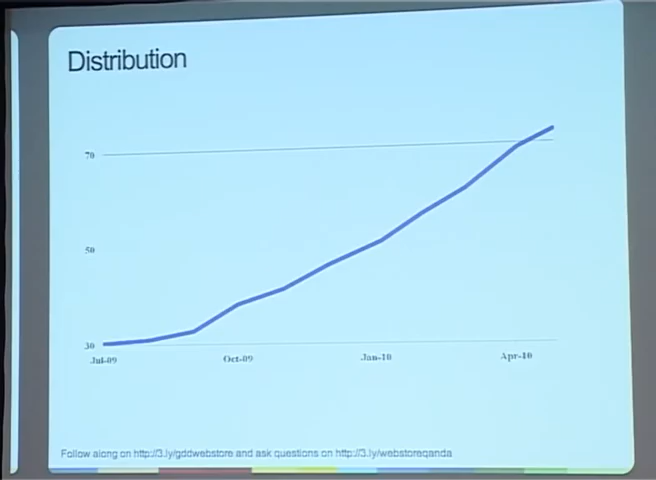 Distribution
70
50
30
Jul-09 Oct-09 Jan-10 Apr-10
Follow along on http://3.ly/gddwebstore and ask questions on http://3.ly/webstoreqanda